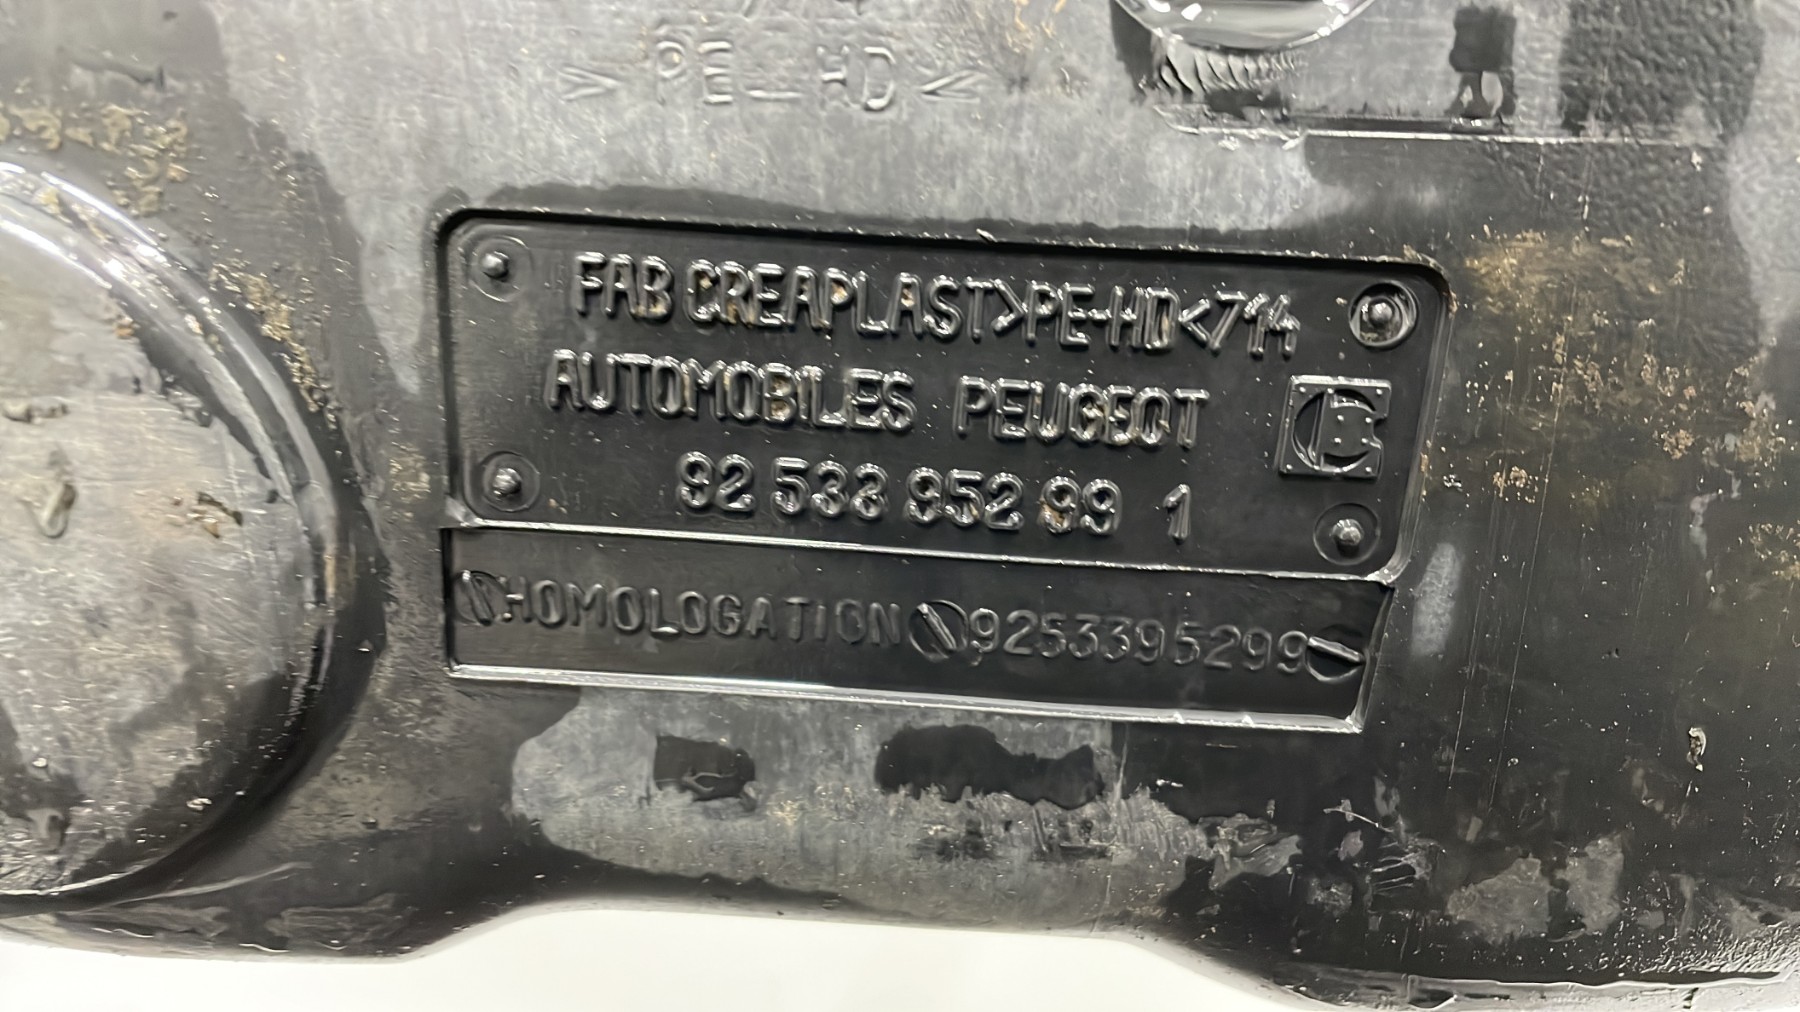 > PE-HD <
FAB CREAPLAST>PE-HD<714
AUTOMOBILES PEUGEOT
92 533 952 99 1
HOMOLOGATION 9253395299